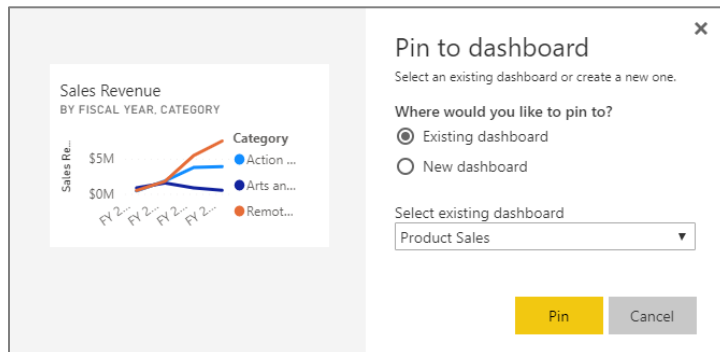 Sales Revenue
BY FISCAL YEAR, CATEGORY
Sales Re...
$5M
$0M
FY 2... FY 2... FY 2... FY 2...
Category
Action ...
Arts an...
Remot...
Pin to dashboard
Select an existing dashboard or create a new one.
Where would you like to pin to?
Existing dashboard
New dashboard
Select existing dashboard
Product Sales
Pin Cancel